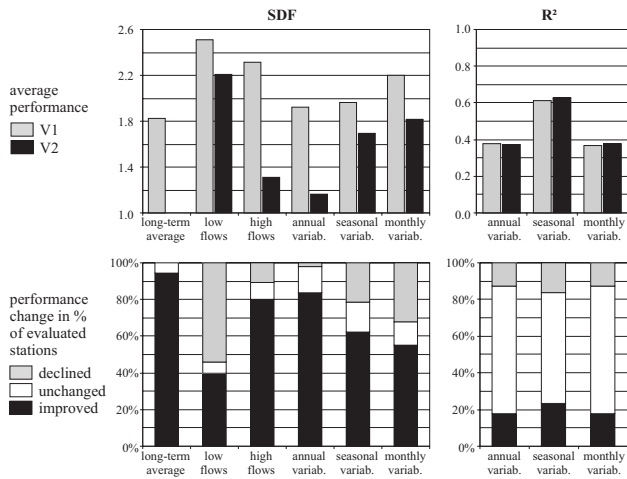 SDF
R²
average
performance
V1
V2
2.6
2.2
1.8
1.4
1.0
long-term
average
low
flows
high
flows
annual
variab.
seasonal
variab.
monthly
variab.
1.0
0.8
0.6
0.4
0.2
0.0
annual
variab.
seasonal
variab.
monthly
variab.
performance
change in %
of evaluated
stations
declined
unchanged
improved
100%
80%
60%
40%
20%
0%
long-term
average
low
flows
high
flows
annual
variab.
seasonal
variab.
monthly
variab.
100%
80%
60%
40%
20%
0%
annual
variab.
seasonal
variab.
monthly
variab.